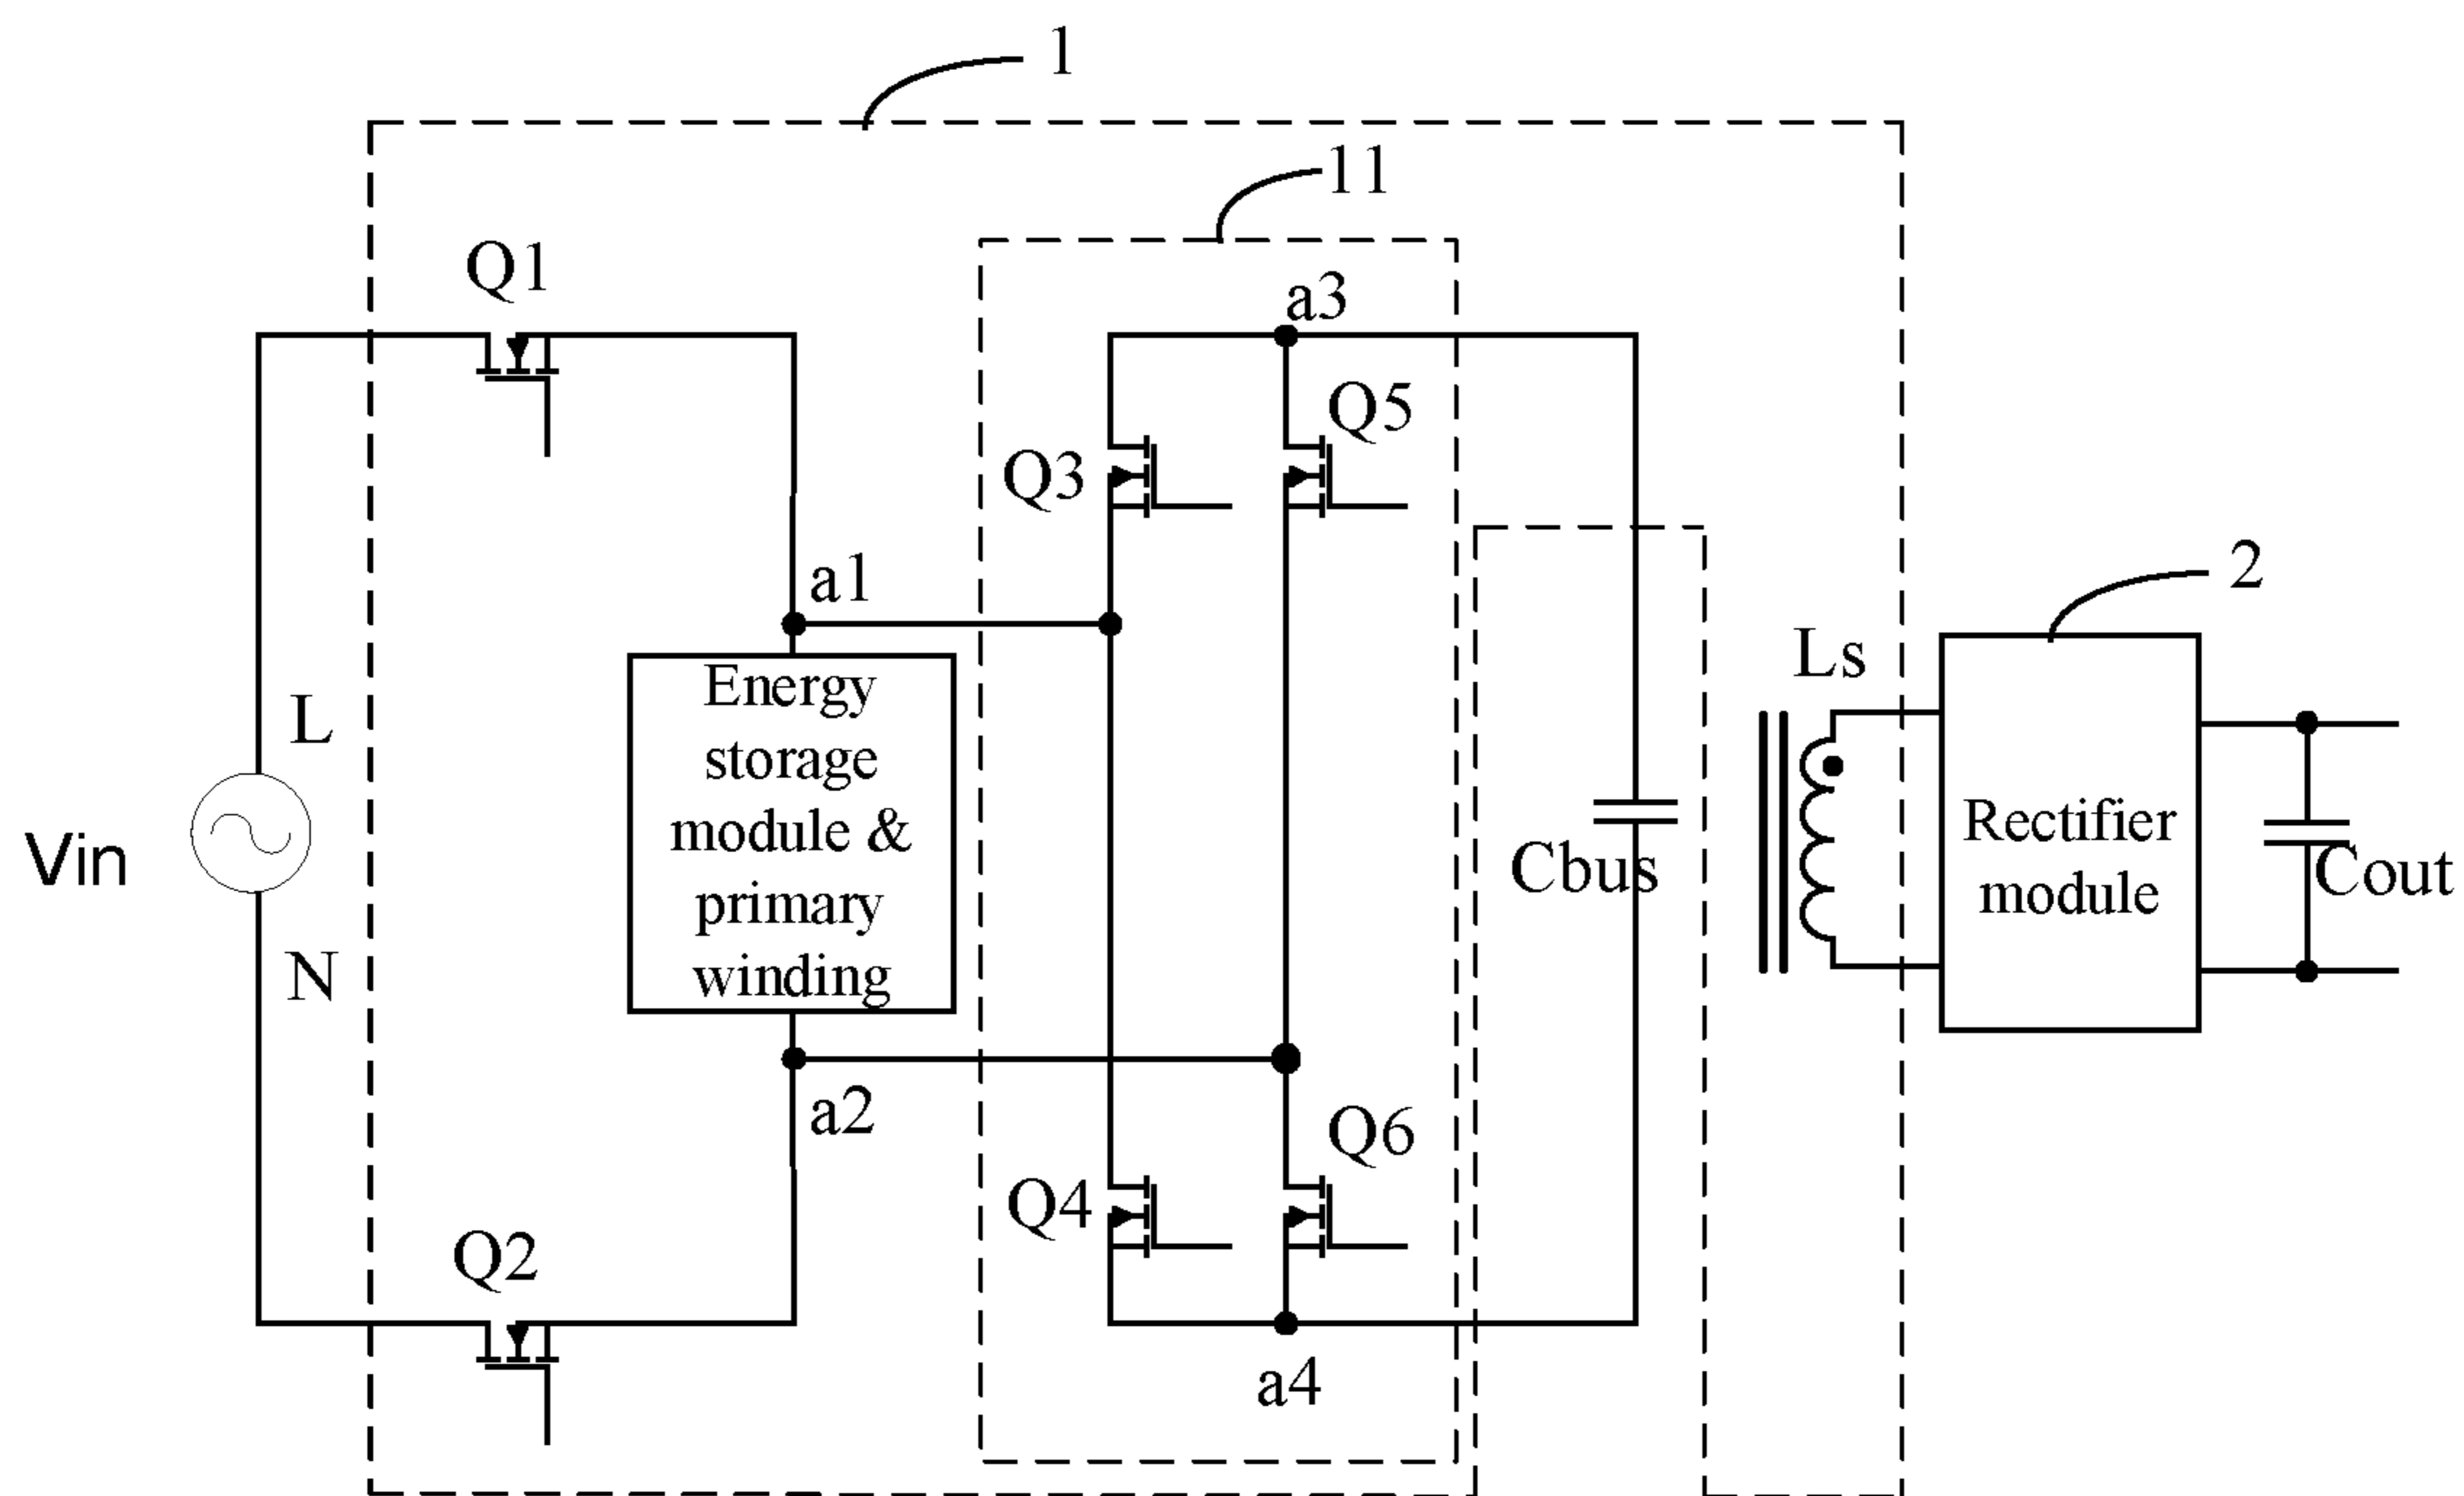 1
11
Q1
a3
Q5
Q3
a1
2
Ls
L
Energy
storage
module &
primary
winding
Vin
Rectifier
module
Cbus
Cout
N
a2
Q6
Q4
Q2
a4